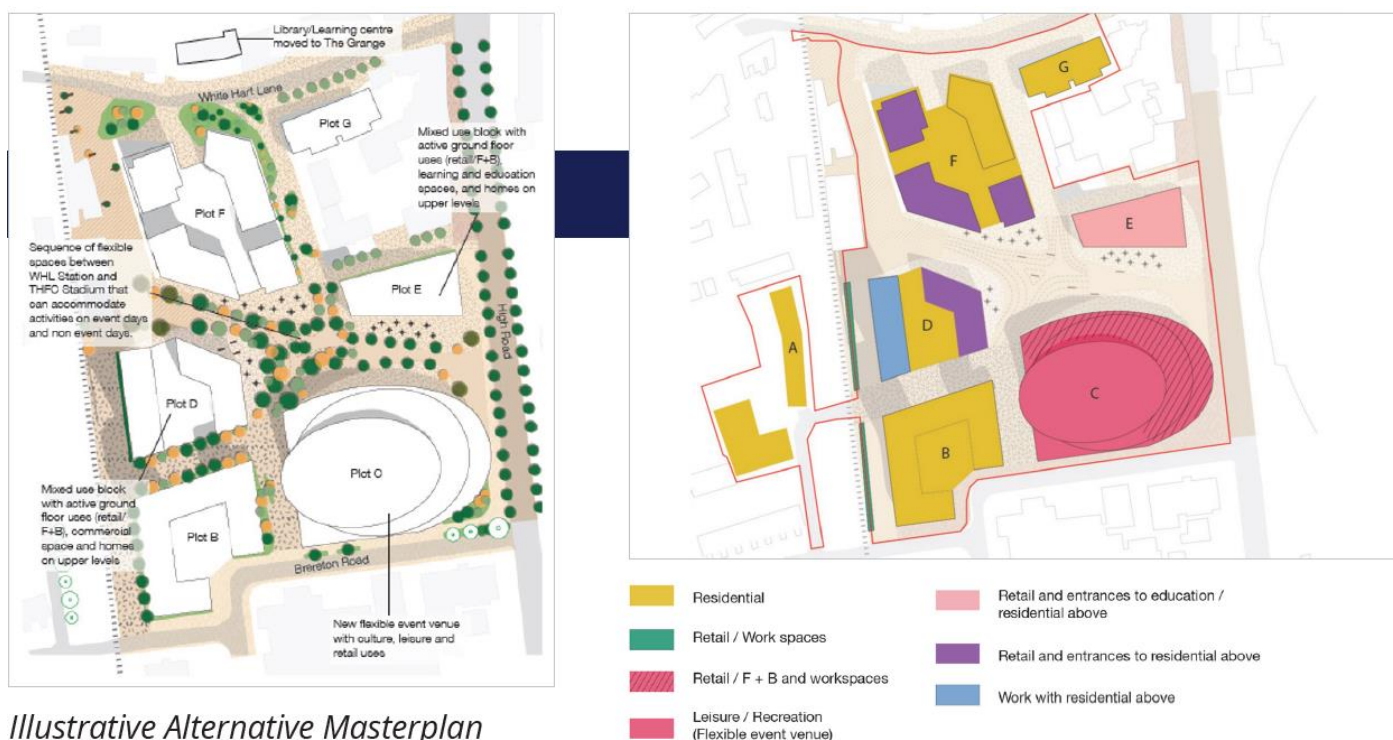 Library/Learning centre
moved to The Grange
White Hart Lane
Plot G
Mixed use block with
active ground floor
uses (retail/F+B),
learning and education
spaces, and homes on
upper levels
Plot F
Sequence of flexible
spaces between
WHL Station and
THFC Stadium that
can accommodate
activities on event days
and non event days.
Plot E
High Road
Plot D
Plot C
Mixed use block
with active ground
floor uses (retail/
F+B), commercial
space and homes
on upper levels
Plot B
Brereton Road
New flexible event venue
with culture, leisure and
retail uses
Illustrative Alternative Masterplan
G
F
E
A
D
C
B
Residential
Retail / Work spaces
Retail / F + B and workspaces
Leisure / Recreation
(Flexible event venue)
Retail and entrances to education /
residential above
Retail and entrances to residential above
Work with residential above